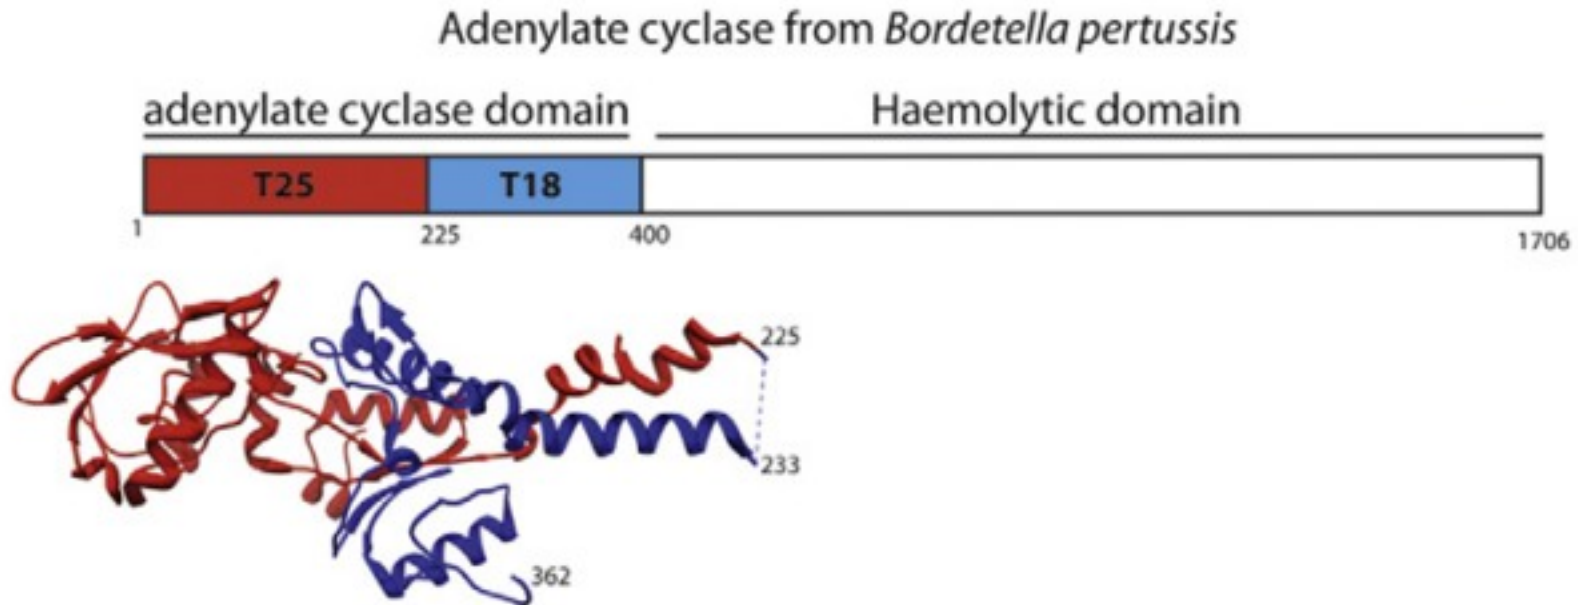 Adenylate cyclase from Bordetella pertussis
adenylate cyclase domain Haemolytic domain
T25 T18
1 225 400 1706
225
233
362